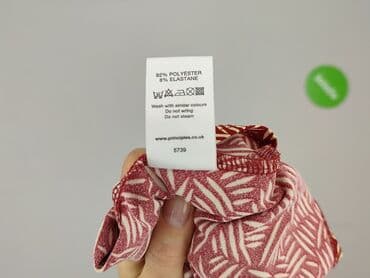 92% POLYESTER
8% ELASTANE
Wash with similar colours
Do not wring
Do not steam
www.principles.co.uk
5739